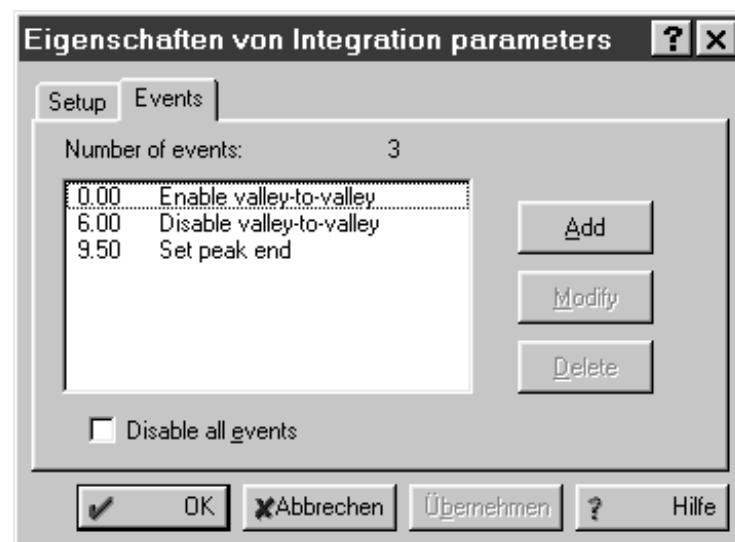 Eigenschaften von Integration parameters ? ×
Setup Events
Number of events: 3
0.00 Enable valley-to-valley
6.00 Disable valley-to-valley
9.50 Set peak end
Add
Modify
Delete
Disable all events
OK Abbrechen Übernehmen ? Hilfe